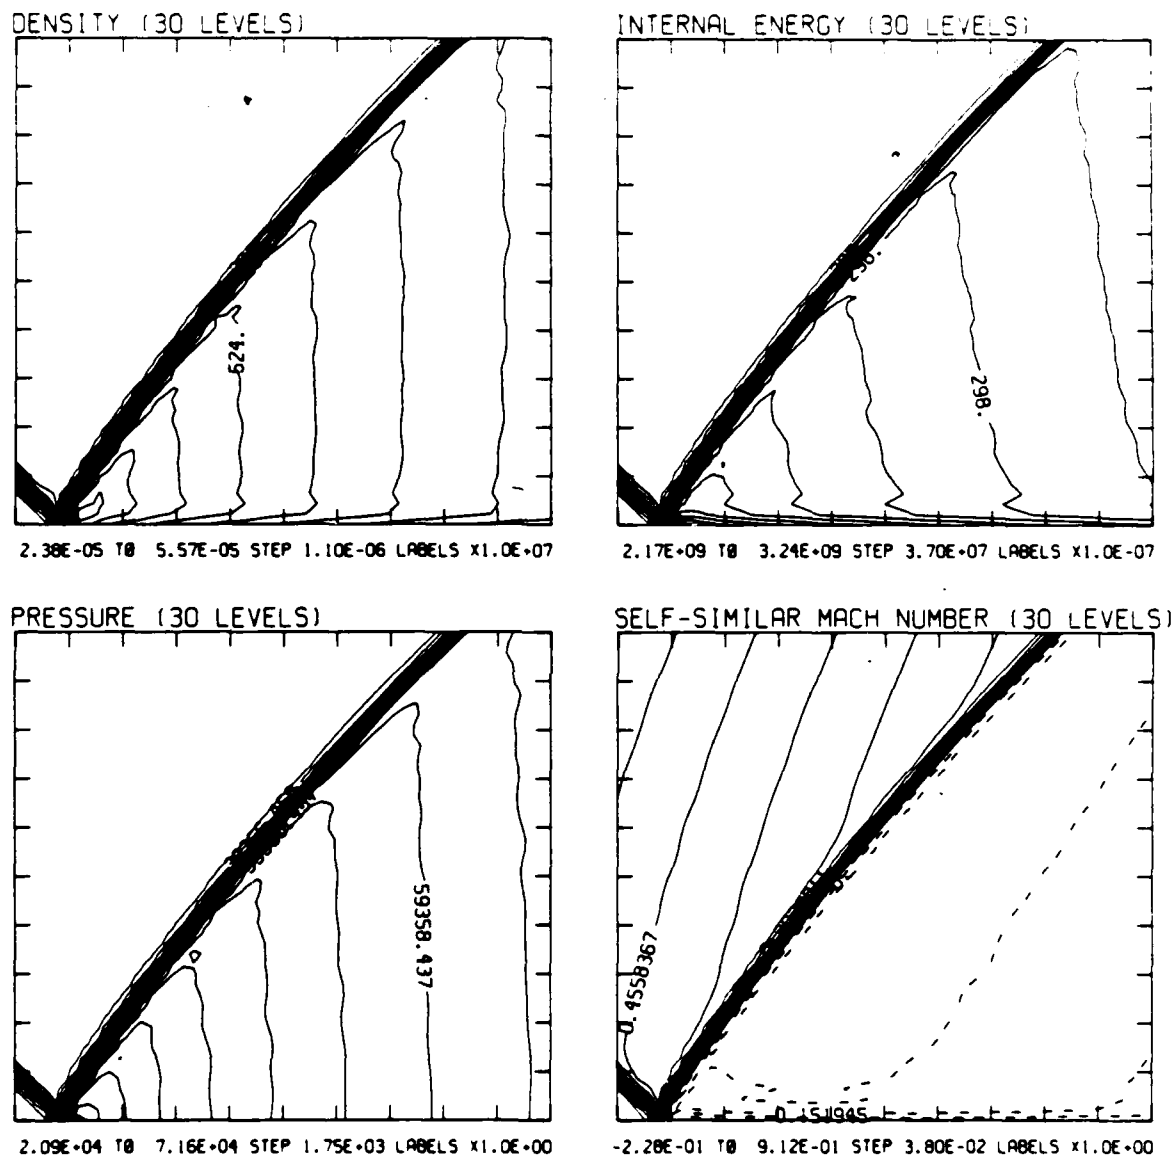 DENSITY (30 LEVELS)
624.
2.38E-05 TO 5.57E-05 STEP 1.10E-06 LABELS X1.0E+07
INTERNAL ENERGY (30 LEVELS)
298.
298.
2.17E+09 TO 3.24E+09 STEP 3.70E+07 LABELS X1.0E-07
PRESSURE (30 LEVELS)
59358.437
2.09E+04 TO 7.16E+04 STEP 1.75E+03 LABELS X1.0E+00
SELF-SIMILAR MACH NUMBER (30 LEVELS)
0.4558367
-2.28E-01 TO 9.12E-01 STEP 3.80E-02 LABELS X1.0E+00